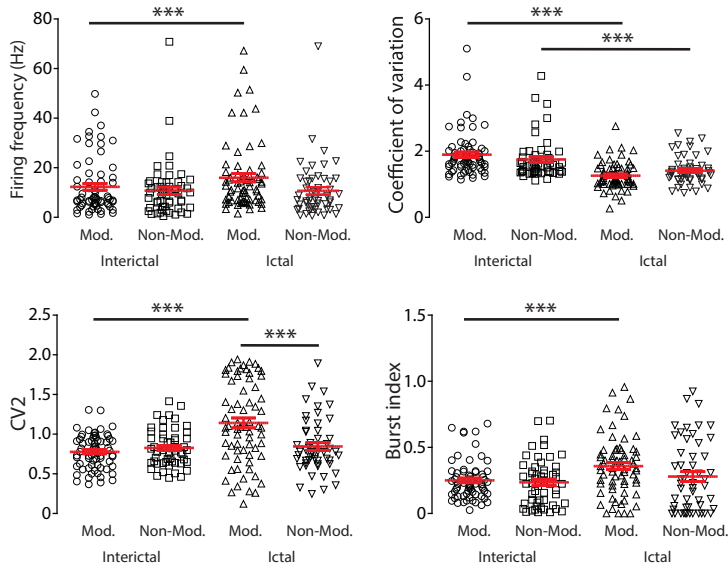 ***
80
60
40
20
0
Firing frequency (Hz)
Mod. Non-Mod. Mod. Non-Mod.
Interictal Ictal
***
***
6
4
2
0
Coefficient of variation
Mod. Non-Mod. Mod. Non-Mod.
Interictal Ictal
***
***
2.5
2.0
1.5
1.0
0.5
0
CV2
Mod. Non-Mod. Mod. Non-Mod.
Interictal Ictal
***
1.5
1.0
0.5
0
Burst index
Mod. Non-Mod. Mod. Non-Mod.
Interictal Ictal